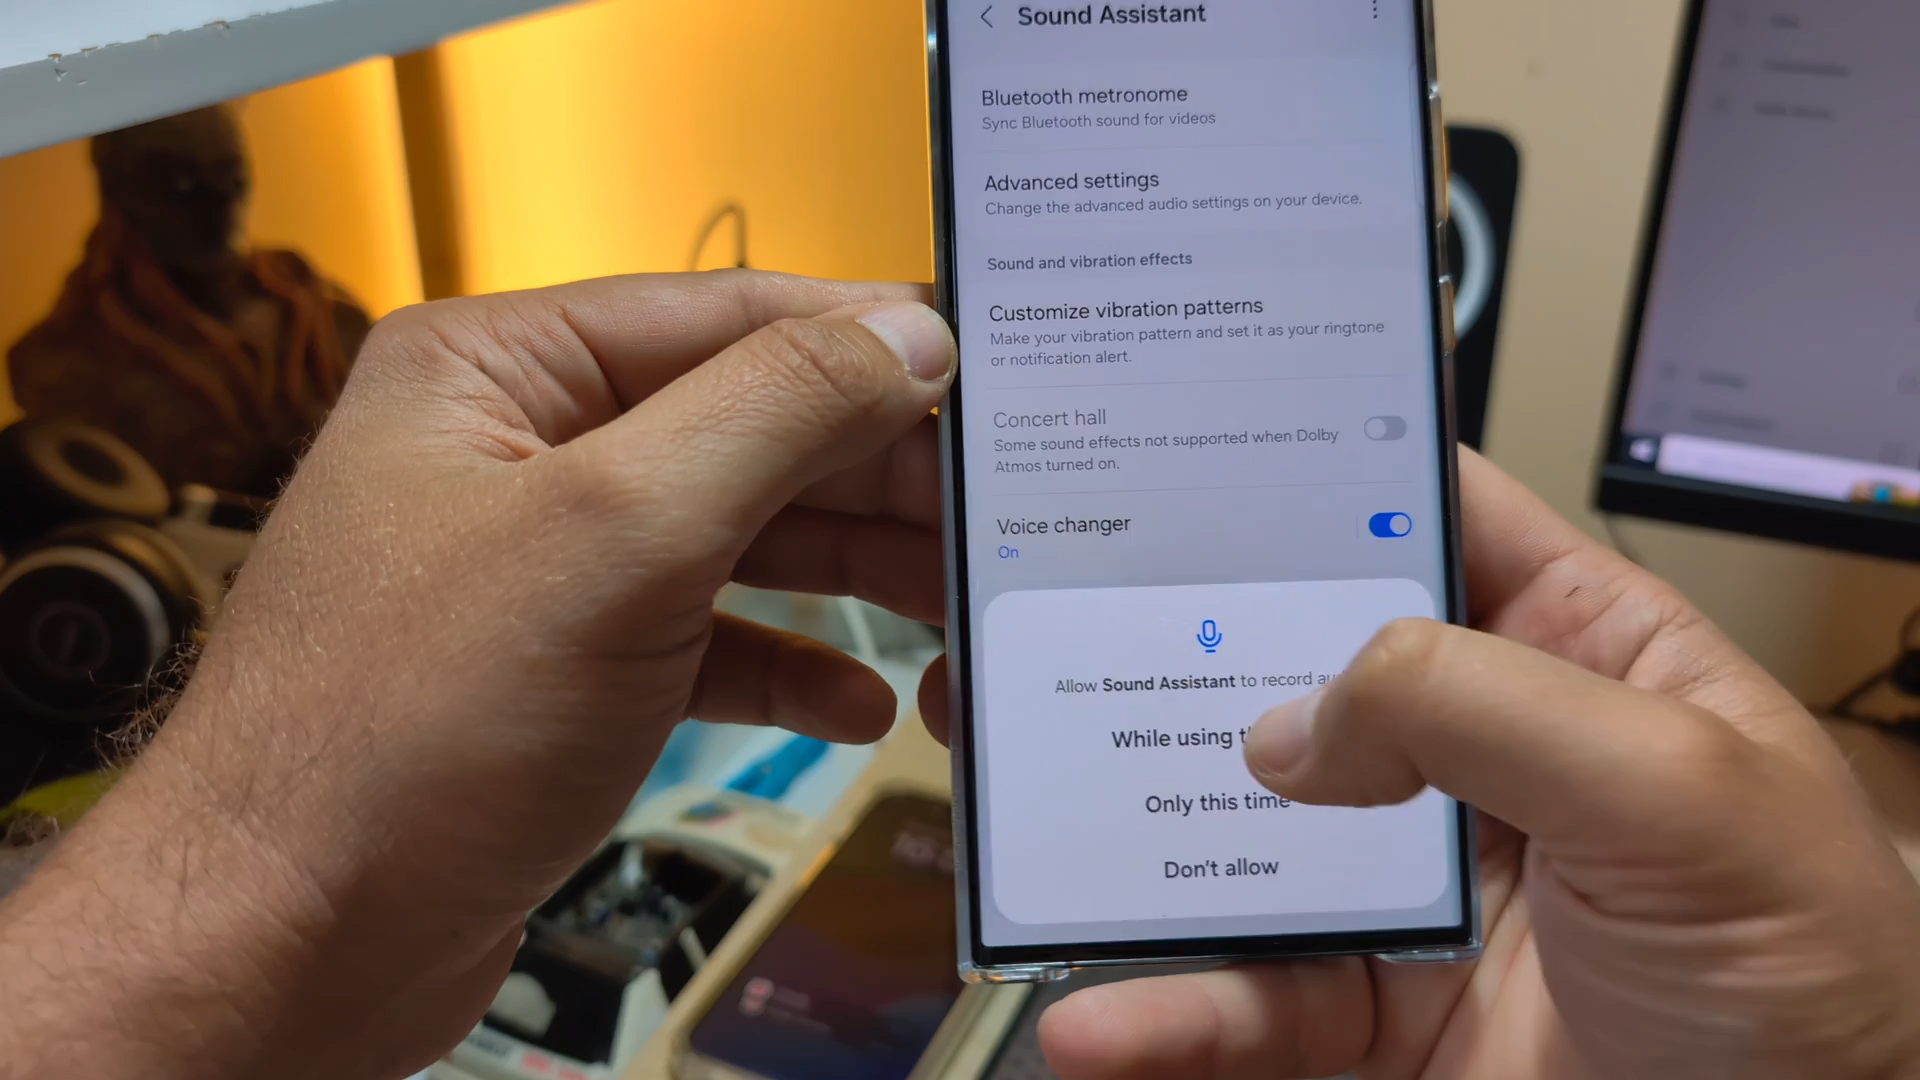 Sound Assistant
Bluetooth metronome
Sync Bluetooth sound for videos
Advanced settings
Change the advanced audio settings on your device.
Sound and vibration effects
Customize vibration patterns
Make your vibration pattern and set it as your ringtone
or notification alert.
Concert hall
Some sound effects not supported when Dolby
Atmos turned on.
Voice changer
On
Allow Sound Assistant to record
While using
Only this time
Don't allow